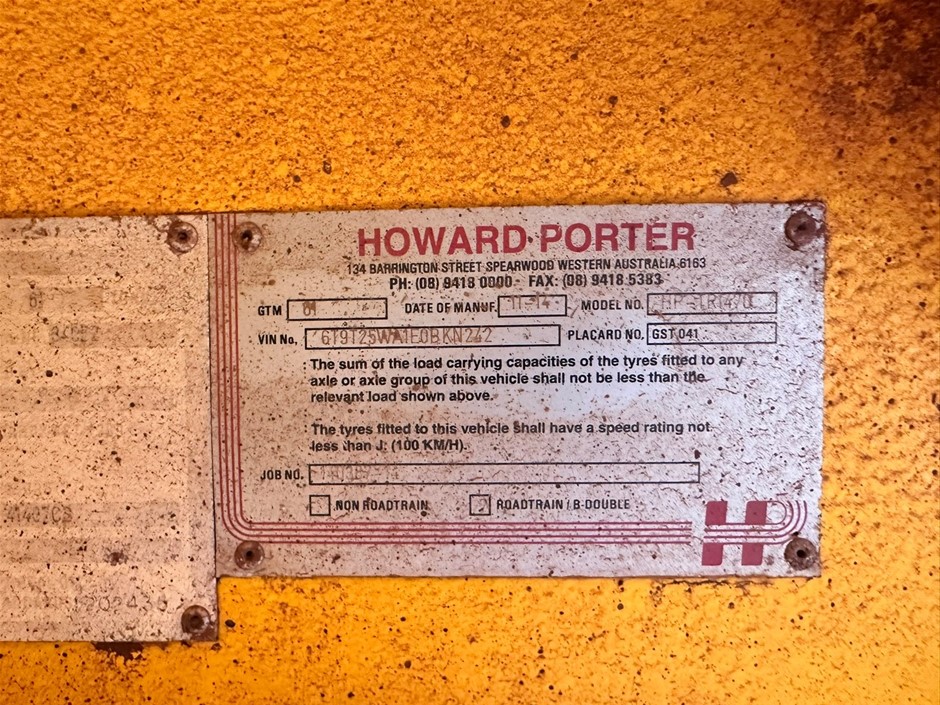 HOWARD PORTER
134 BARRINGTON STREET SPEARWOOD WESTERN AUSTRALIA 6163
PH: (08) 9418 0000 - FAX: (08) 9418 5383
GTM 61 DATE OF MANUF. 11-14 MODEL NO.
VIN No. 6T9T25WA1E0BKN242 PLACARD NO. GST 041
The sum of the load carrying capacities of the tyres fitted to any
axle or axle group of this vehicle shall not be less than the
relevant load shown above.
The tyres fitted to this vehicle shall have a speed rating not
less than J: (100 KM/H).
JOB NO.
NON ROADTRAIN ROADTRAIN / B-DOUBLE
H